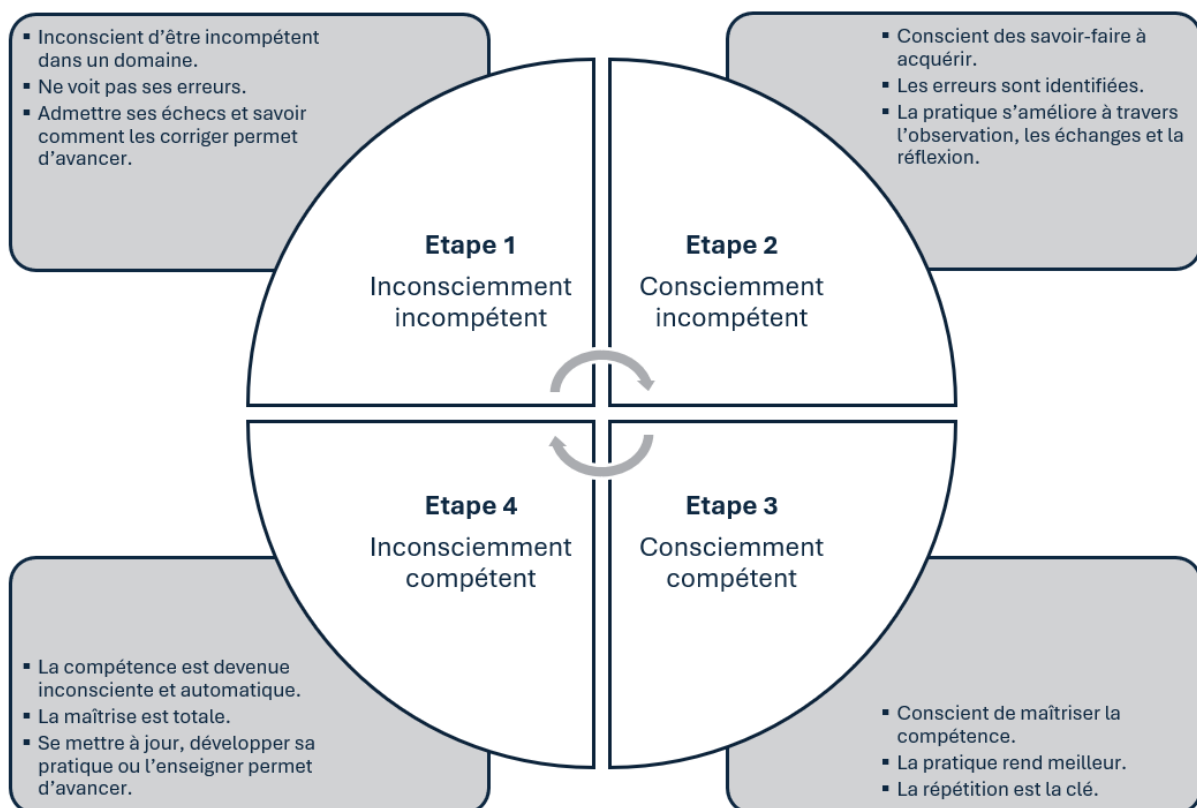 ▪ Inconscient d’être incompétent
dans un domaine.
▪ Ne voit pas ses erreurs.
▪ Admettre ses échecs et savoir
comment les corriger permet
d’avancer.
▪ Conscient des savoir-faire à
acquérir.
▪ Les erreurs sont identifiées.
▪ La pratique s’améliore à travers
l’observation, les échanges et la
réflexion.
Etape 1
Inconsciemment
incompétent
Etape 2
Consciemment
incompétent
Etape 4
Inconsciemment
compétent
Etape 3
Consciemment
compétent
▪ La compétence est devenue
inconsciente et automatique.
▪ La maîtrise est totale.
▪ Se mettre à jour, développer sa
pratique ou l’enseigner permet
d’avancer.
▪ Conscient de maîtriser la
compétence.
▪ La pratique rend meilleur.
▪ La répétition est la clé.